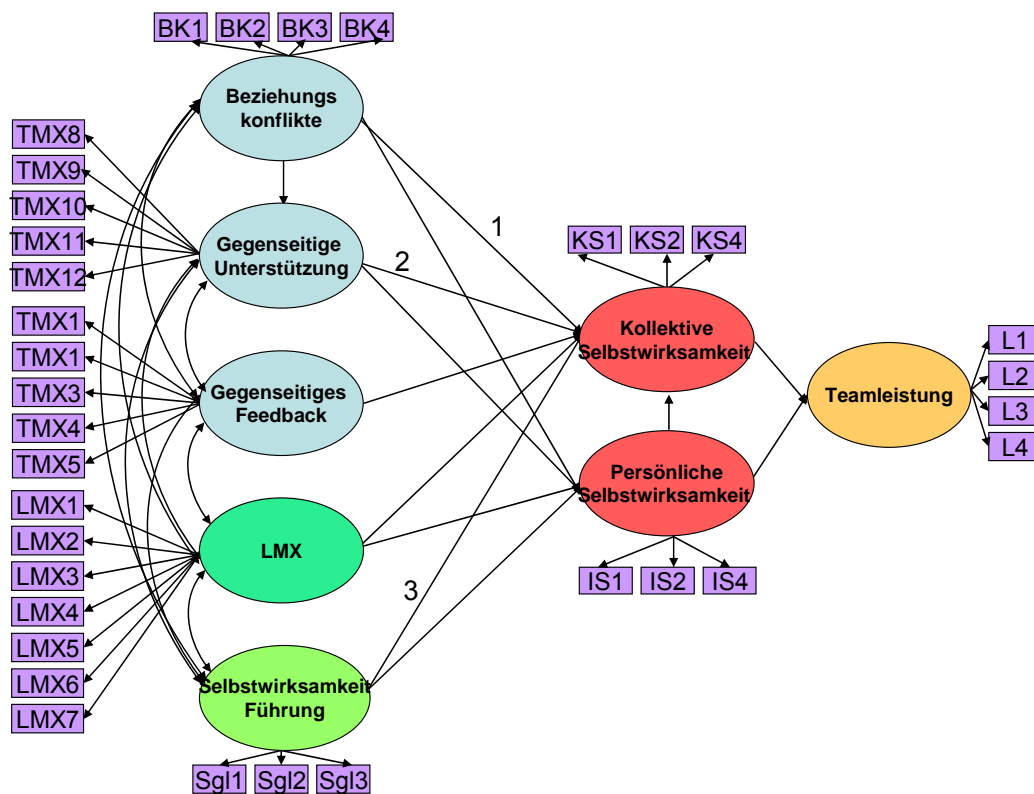 BK1 BK2 BK3 BK4
Beziehungs
konflikte
TMX8
TMX9
TMX10
TMX11
TMX12
Gegenseitige
Unterstützung
1
2
KS1 KS2 KS4
Kollektive
Selbstwirksamkeit
TMX1
TMX1
TMX3
TMX4
TMX5
Gegenseitiges
Feedback
Teamleistung
L1
L2
L3
L4
Persönliche
Selbstwirksamkeit
IS1 IS2 IS4
LMX1
LMX2
LMX3
LMX4
LMX5
LMX6
LMX7
LMX
3
Selbstwirksamkeit
Führung
Sgl1 Sgl2 Sgl3